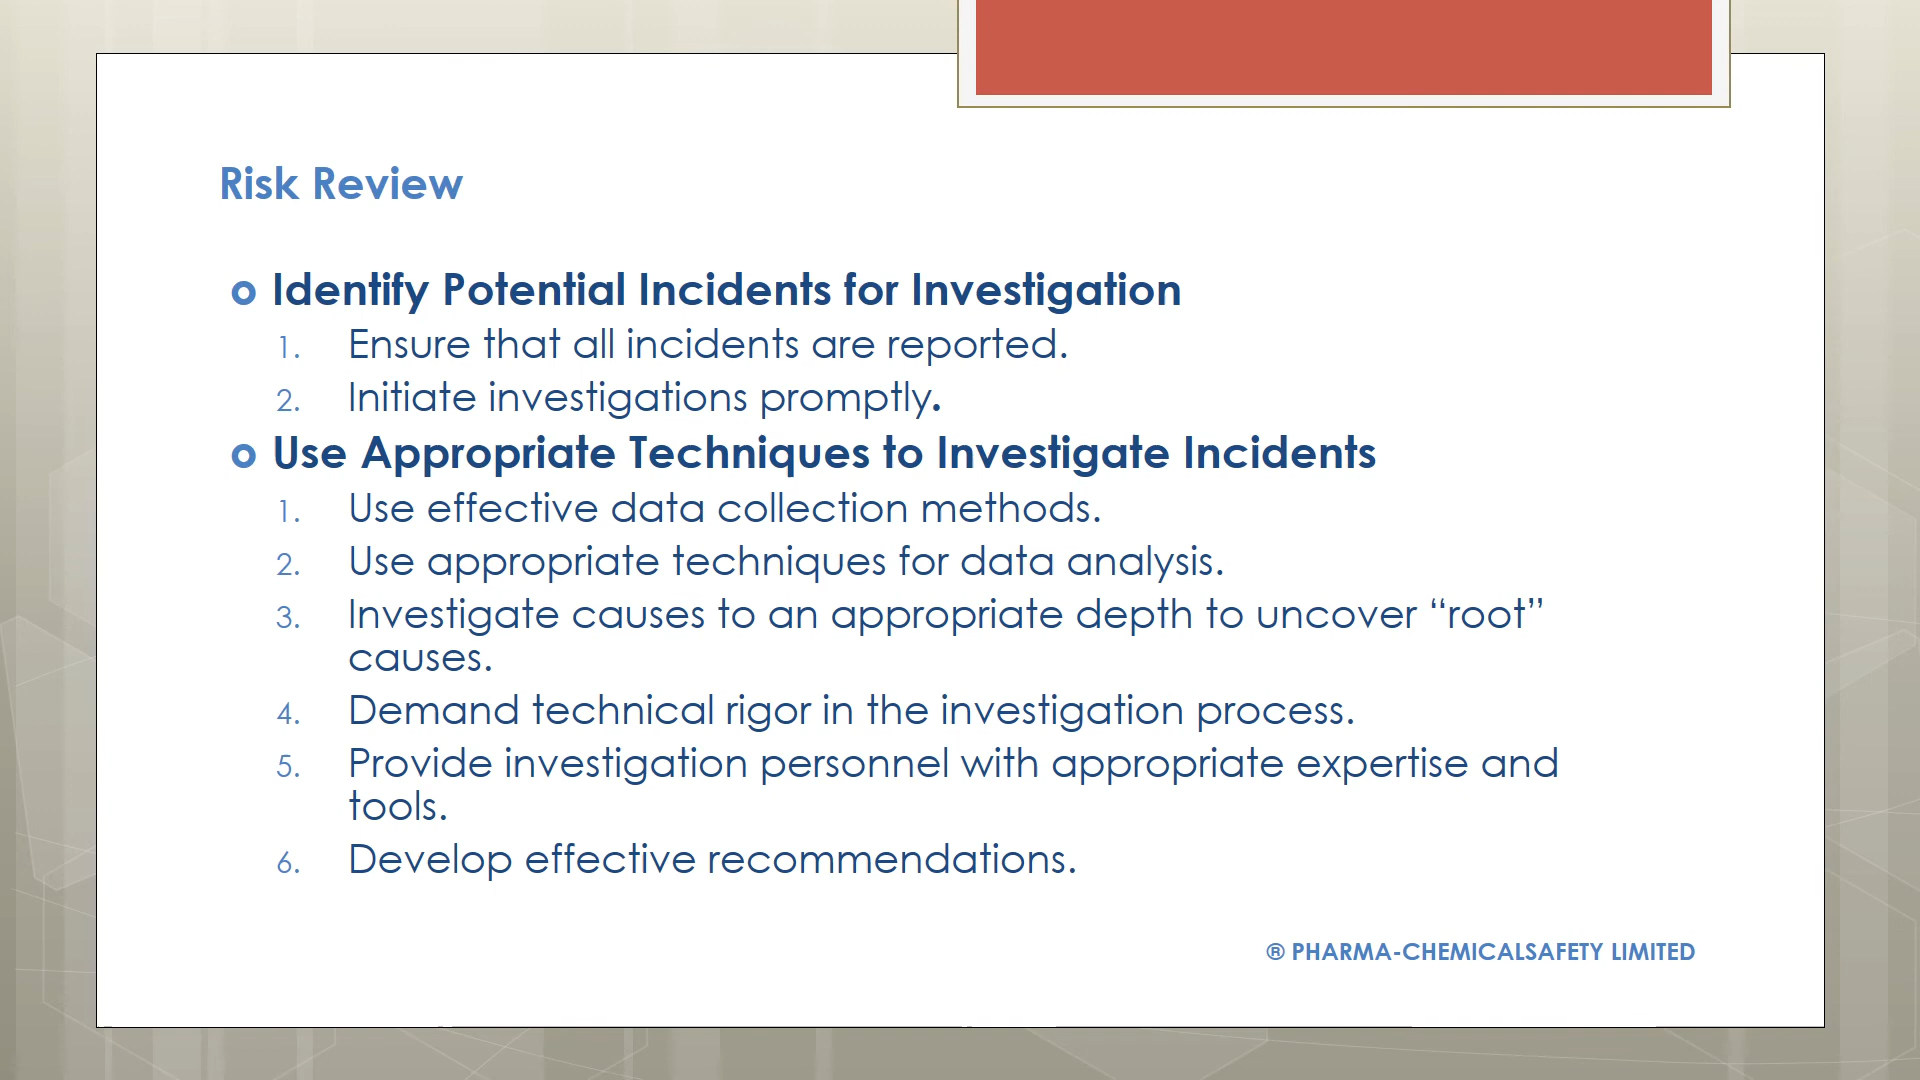 Risk Review
Identify Potential Incidents for Investigation
1. Ensure that all incidents are reported.
2. Initiate investigations promptly.
Use Appropriate Techniques to Investigate Incidents
1. Use effective data collection methods.
2. Use appropriate techniques for data analysis.
3. Investigate causes to an appropriate depth to uncover “root”
causes.
4. Demand technical rigor in the investigation process.
5. Provide investigation personnel with appropriate expertise and
tools.
6. Develop effective recommendations.
® PHARMA-CHEMICALSAFETY LIMITED